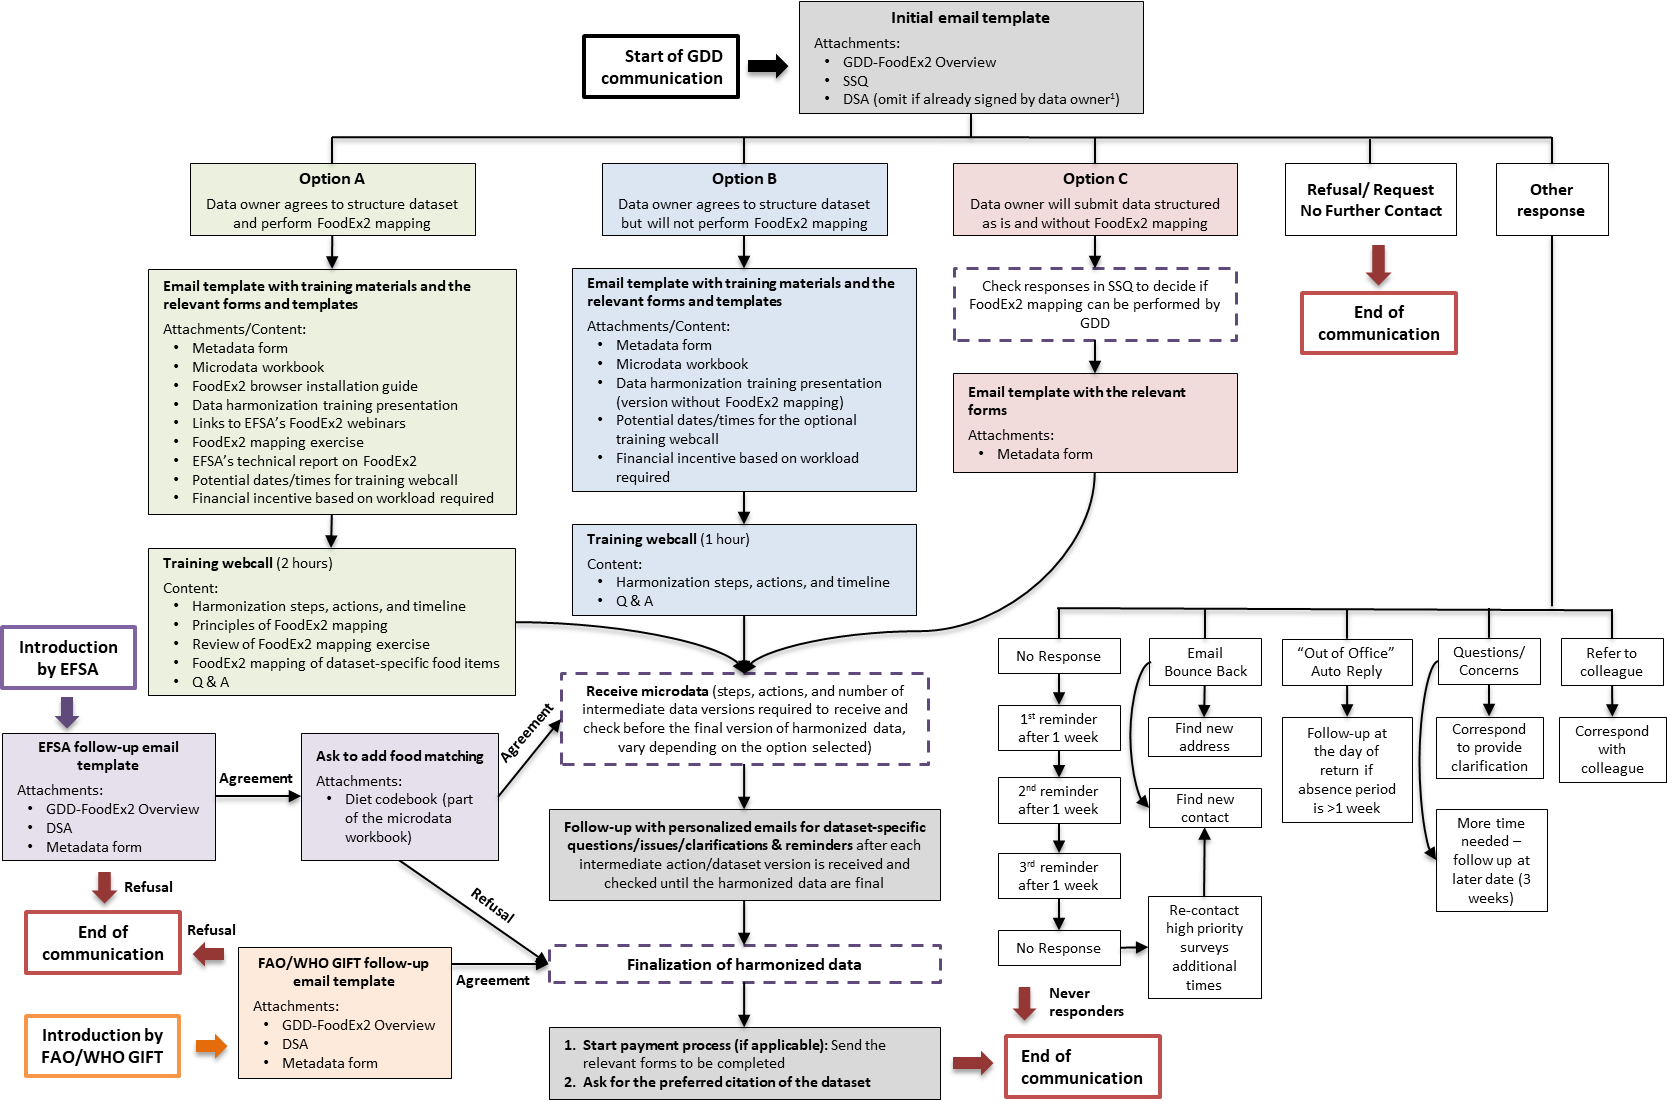 Initial email template
Attachments:
• GDD-FoodEx2 Overview
• SSQ
• DSA (omit if already signed by data owner¹)
Start of GDD
communication
Option A
Data owner agrees to structure dataset
and perform FoodEx2 mapping
Option B
Data owner agrees to structure dataset
but will not perform FoodEx2 mapping
Option C
Data owner will submit data structured
as is and without FoodEx2 mapping
Refusal/ Request
No Further Contact
Other
response
Email template with training materials and the
relevant forms and templates
Attachments/Content:
• Metadata form
• Microdata workbook
• FoodEx2 browser installation guide
• Data harmonization training presentation
• Links to EFSA's FoodEx2 webinars
• FoodEx2 mapping exercise
• EFSA's technical report on FoodEx2
• Potential dates/times for training webcall
• Financial incentive based on workload required
Email template with training materials and the
relevant forms and templates
Attachments/Content:
• Metadata form
• Microdata workbook
• Data harmonization training presentation
(version without FoodEx2 mapping)
• Potential dates/times for the optional
training webcall
• Financial incentive based on workload
required
Check responses in SSQ to decide if
FoodEx2 mapping can be performed by
GDD
End of
communication
Email template with the relevant
forms
Attachments:
• Metadata form
Training webcall (2 hours)
Content:
• Harmonization steps, actions, and timeline
• Principles of FoodEx2 mapping
• Review of FoodEx2 mapping exercise
• FoodEx2 mapping of dataset-specific food items
• Q & A
Training webcall (1 hour)
Content:
• Harmonization steps, actions, and timeline
• Q & A
Introduction
by EFSA
EFSA follow-up email
template
Attachments:
• GDD-FoodEx2 Overview
• DSA
• Metadata form
Agreement
Ask to add food matching
Attachments:
• Diet codebook (part
of the microdata
workbook)
Agreement
Refusal
Receive microdata (steps, actions, and number of
intermediate data versions required to receive and
check before the final version of harmonized data,
vary depending on the option selected)
Follow-up with personalized emails for dataset-specific
questions/issues/clarifications & reminders after each
intermediate action/dataset version is received and
checked until the harmonized data are final
Finalization of harmonized data
1. Start payment process (if applicable): Send the
relevant forms to be completed
2. Ask for the preferred citation of the dataset
Refusal
End of
communication
Refusal
FAO/WHO GIFT follow-up
email template
Attachments:
• GDD-FoodEx2 Overview
• DSA
• Metadata form
Agreement
Introduction by
FAO/WHO GIFT
No Response
1st reminder
after 1 week
2nd reminder
after 1 week
3rd reminder
after 1 week
No Response
Never
responders
End of
communication
Email
Bounce Back
Find new
address
Find new
contact
Re-contact
high priority
surveys
additional
times
“Out of Office”
Auto Reply
Follow-up at
the day of
return if
absence period
is >1 week
Questions/
Concerns
Correspond
to provide
clarification
More time
needed –
follow up at
later date (3
weeks)
Refer to
colleague
Correspond
with
colleague